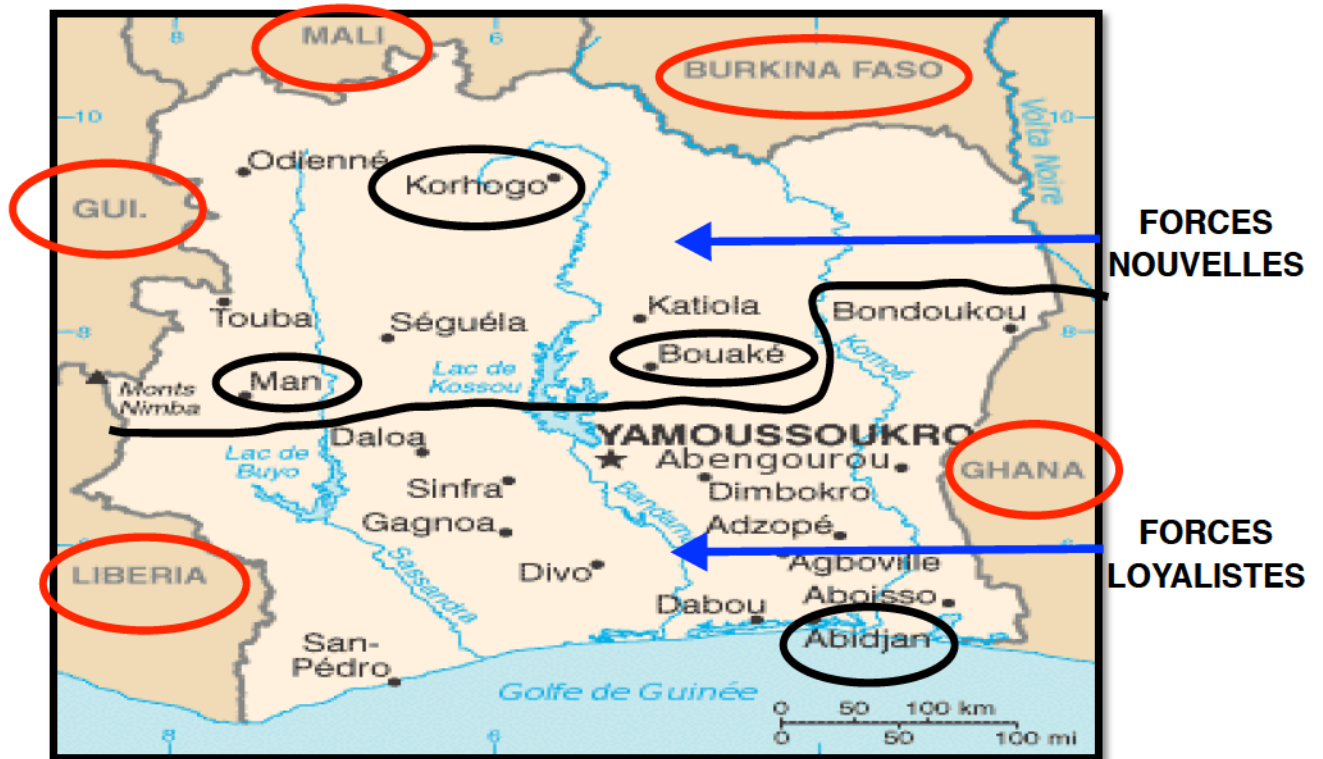 8
MALI
6
BURKINA FASO
10
10
Volta Noire
Odienné
Korhogo
GUI.
FORCES
NOUVELLES
Katiola
Bondoukou
Touba
Séguéla
8
8
Bouaké
Komoé
Man
Lac de
Kossou
Monts
Nimba
YAMOUSSOUKRO
Daloa
Abengourou
GHANA
Lac de
Buyo
Sinfra
Dimbokro
Bandama
Gagnoa
Adzopé
FORCES
LOYALISTES
6
LIBERIA
Divo
Agboville
Sassandra
Aboisso
Dabou
Abidjan
San-
Pédro
Golfe de Guinée
0 50 100 km
0 50 100 mi
8
6